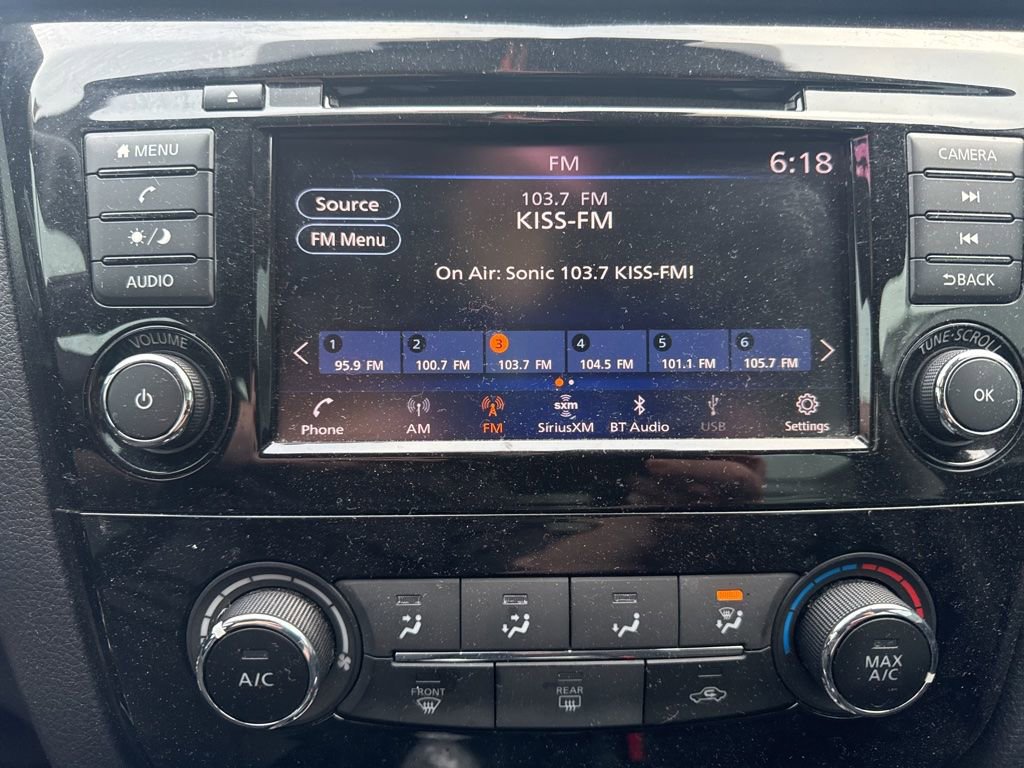 MENU
AUDIO
VOLUME
FM
6:18
Source
FM Menu
103.7 FM
KISS-FM
On Air: Sonic 103.7 KISS-FM!
1
95.9 FM
2
100.7 FM
3
103.7 FM
4
104.5 FM
5
101.1 FM
6
105.7 FM
Phone
AM
FM
sxm
SiriusXM
BT Audio
USB
Settings
CAMERA
BACK
TUNE·SCROLL
OK
A/C
FRONT
REAR
MAX
A/C